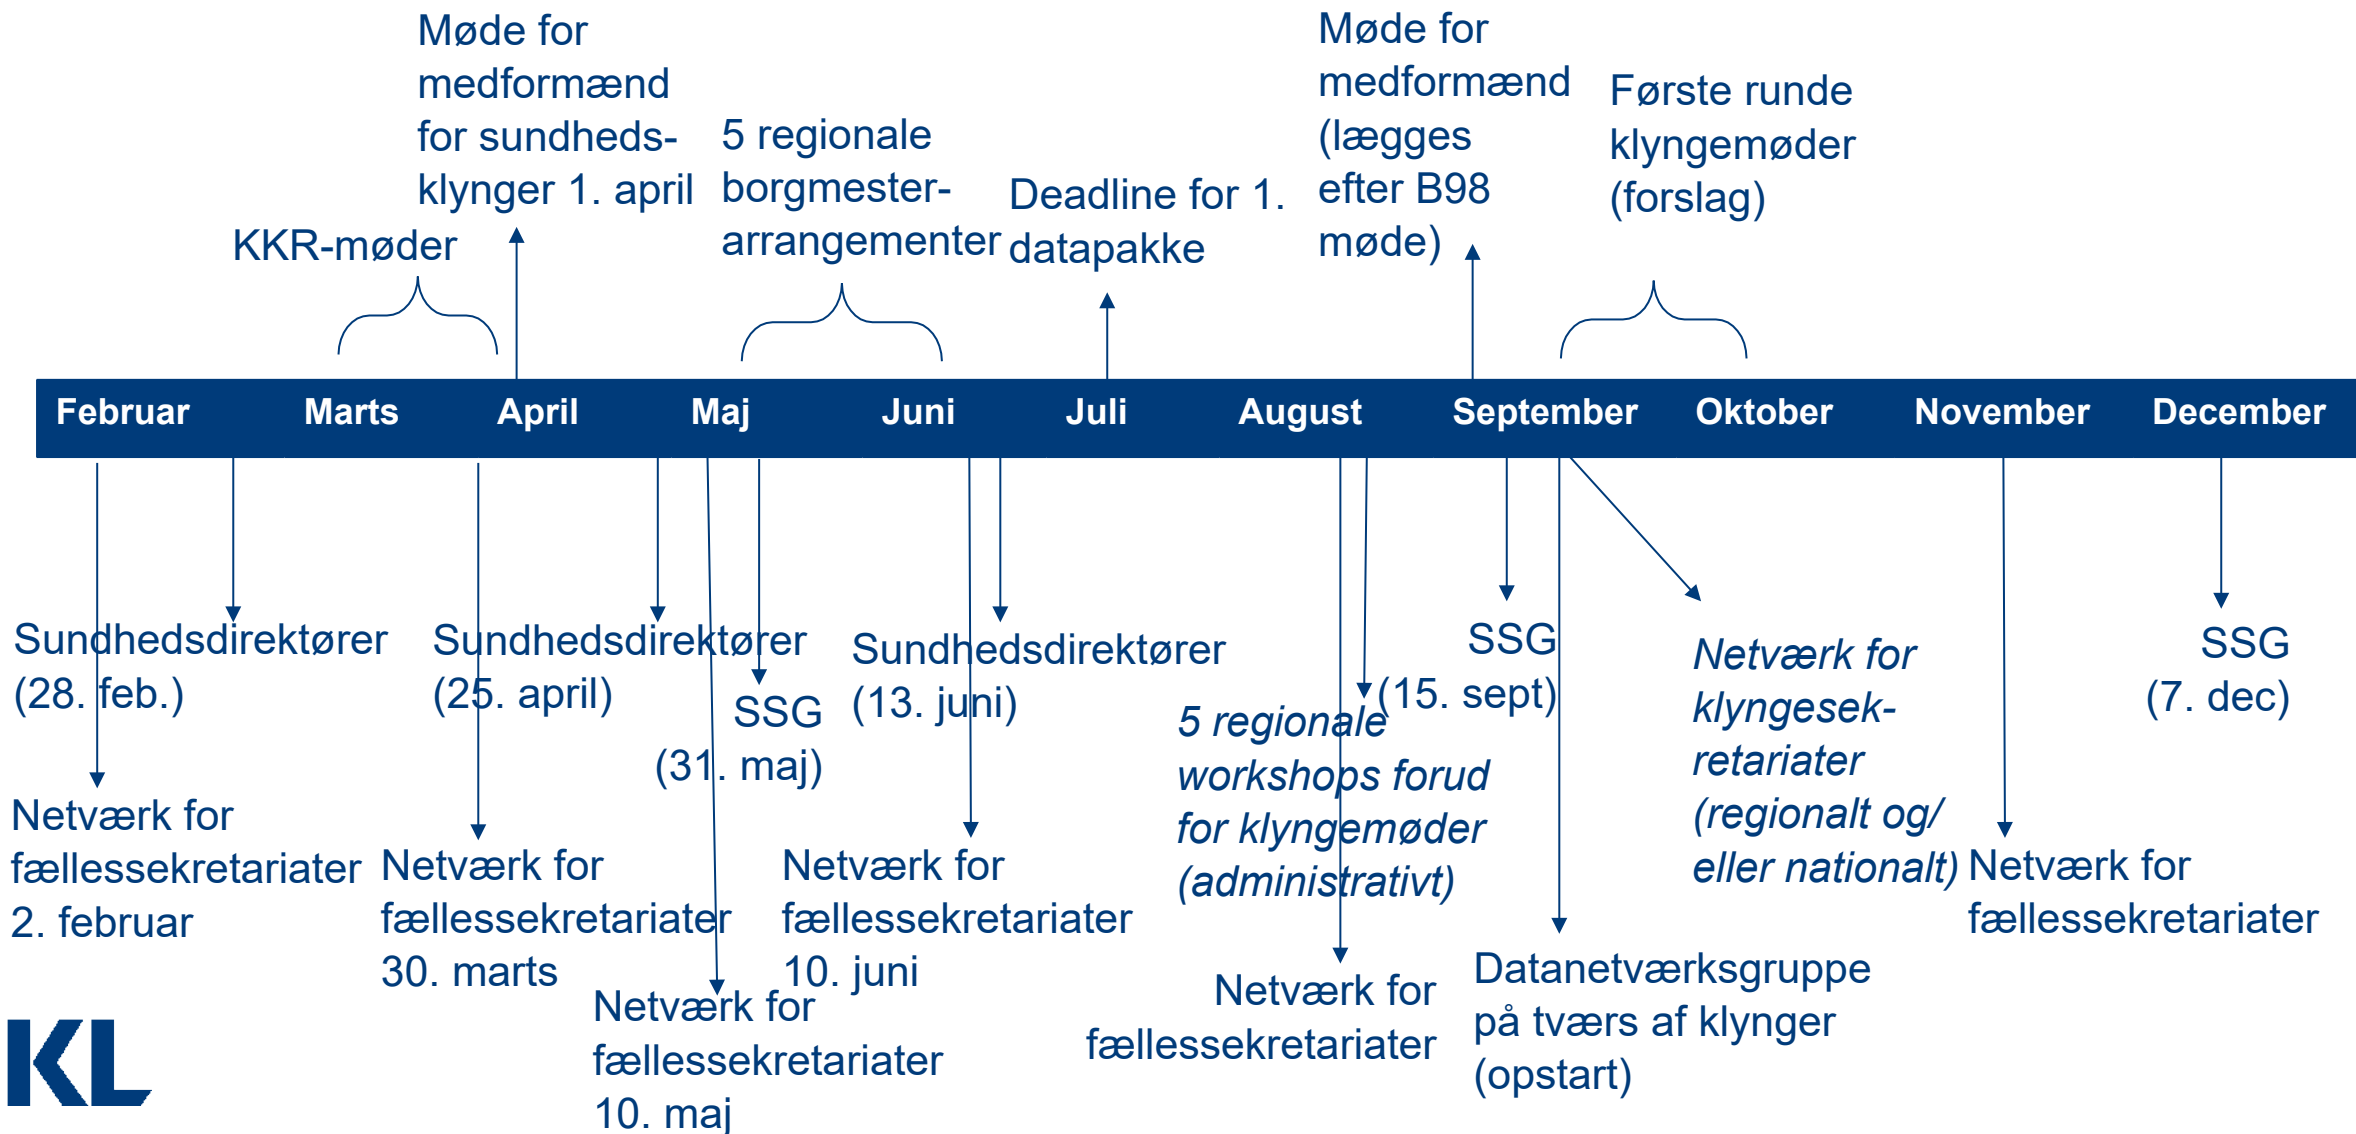 Møde for
medformænd
for sundheds-
klynger 1. april
KKR-møder
5 regionale
borgmester-
arrangementer
Deadline for 1.
datapakke
Møde for
medformænd
(lægges
efter B98
møde)
Første runde
klyngemøder
(forslag)
Februar
Marts
April
Maj
Juni
Juli
August
September
Oktober
November
December
Sundhedsdirektører
(28. feb.)
Netværk for
fællessekretariater
2. februar
Sundhedsdirektører
(25. april)
Netværk for
fællessekretariater
30. marts
SSG
(31. maj)
Netværk for
fællessekretariater
10. maj
Sundhedsdirektører
(13. juni)
Netværk for
fællessekretariater
10. juni
5 regionale
workshops forud
for klyngemøder
(administrativt)
Netværk for
fællessekretariater
SSG
(15. sept)
Datanetværksgruppe
på tværs af klynger
(opstart)
Netværk for
klyngesek-
retariater
(regionalt og/
eller nationalt)
Netværk for
fællessekretariater
SSG
(7. dec)
KL